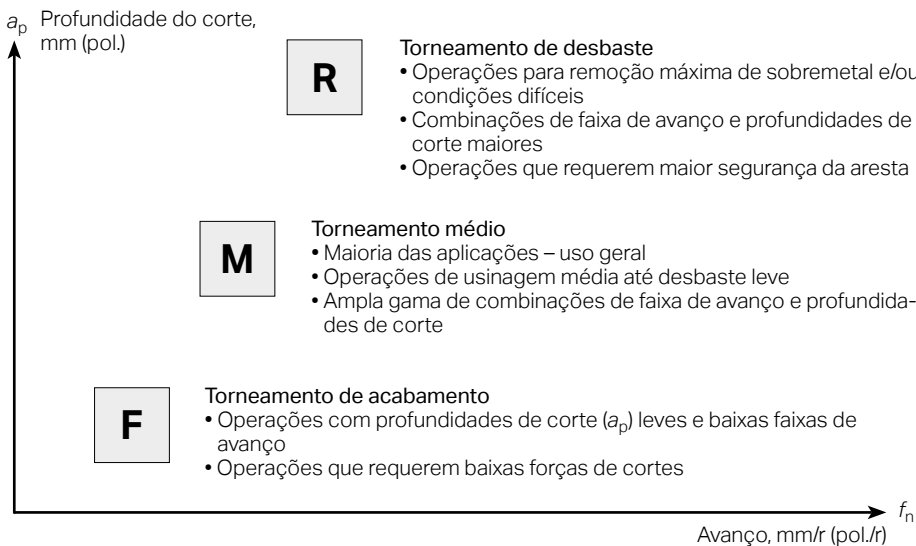 ap Profundidade do corte,
mm (pol.)
R
Torneamento de desbaste
• Operações para remoção máxima de sobremetal e/ou
condições difíceis
• Combinações de faixa de avanço e profundidades de
corte maiores
• Operações que requerem maior segurança da aresta
M
Torneamento médio
• Maioria das aplicações – uso geral
• Operações de usinagem média até desbaste leve
• Ampla gama de combinações de faixa de avanço e profundida-
des de corte
F
Torneamento de acabamento
• Operações com profundidades de corte (ap) leves e baixas faixas de
avanço
• Operações que requerem baixas forças de cortes
fn
Avanço, mm/r (pol./r)